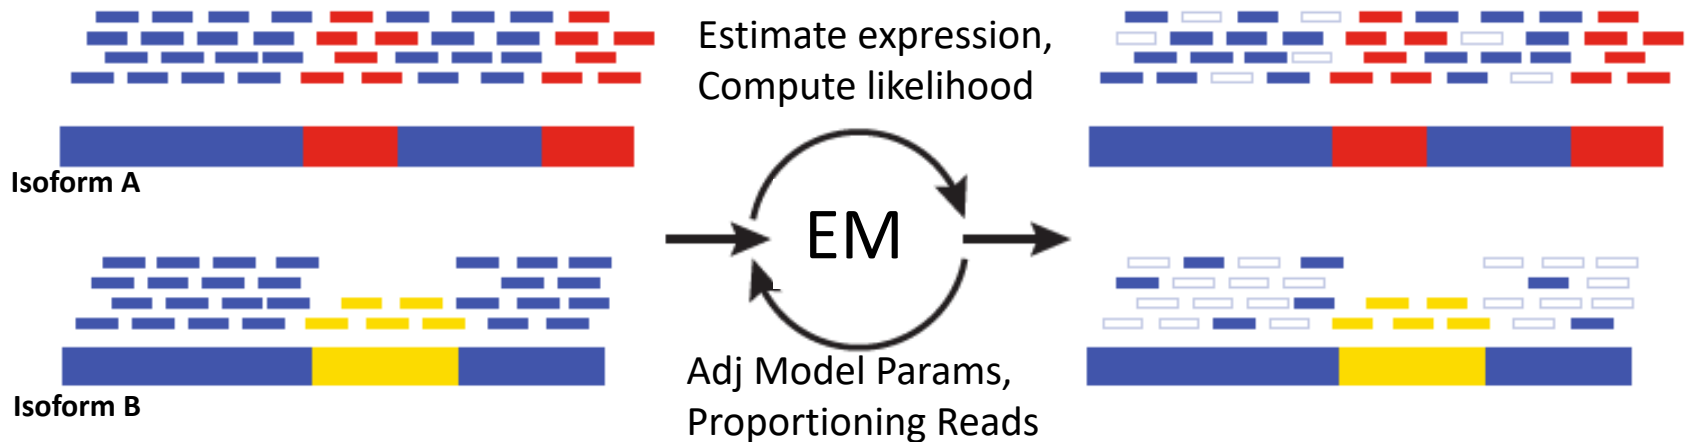 Estimate expression,
Compute likelihood
Isoform A
EM
Isoform B
Adj Model Params,
Proportioning Reads